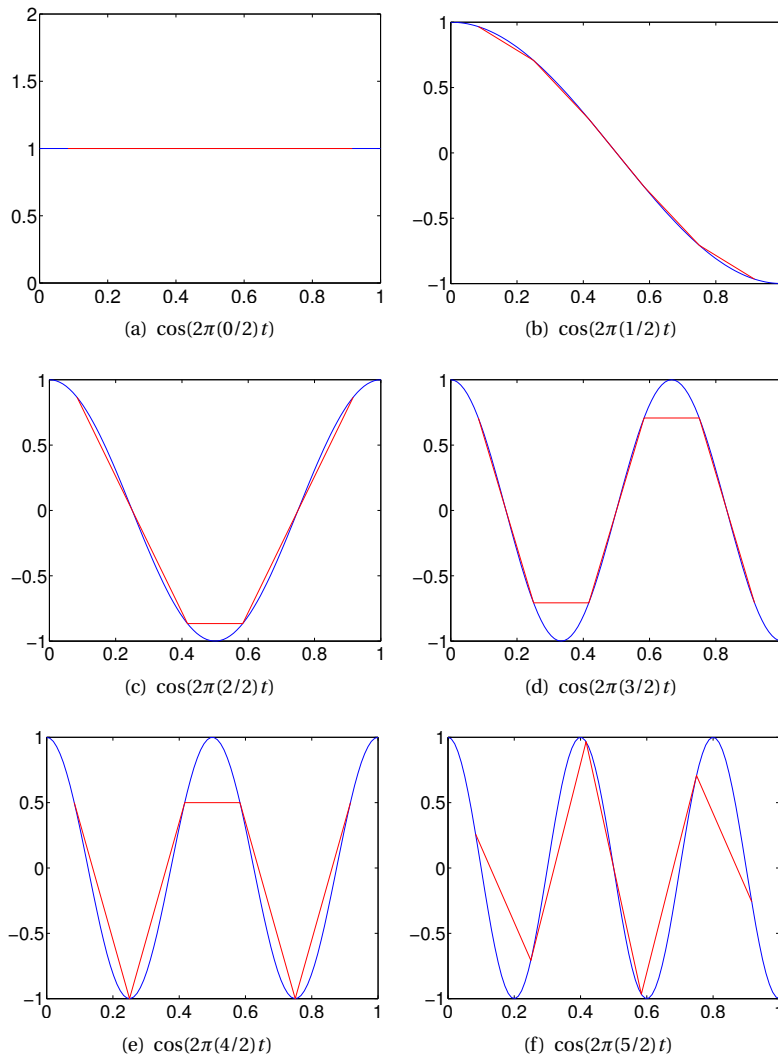 2
1.5
1
0.5
0
0 0.2 0.4 0.6 0.8 1
(a) cos(2π(0/2)t)
1
0.5
0
−0.5
−1
0 0.2 0.4 0.6 0.8
(b) cos(2π(1/2)t)
1
0.5
0
−0.5
−1
0 0.2 0.4 0.6 0.8 1
(c) cos(2π(2/2)t)
1
0.5
0
−0.5
−1
0 0.2 0.4 0.6 0.8
(d) cos(2π(3/2)t)
1
0.5
0
−0.5
−1
0 0.2 0.4 0.6 0.8 1
(e) cos(2π(4/2)t)
1
0.5
0
−0.5
−1
0 0.2 0.4 0.6 0.8
(f) cos(2π(5/2)t)